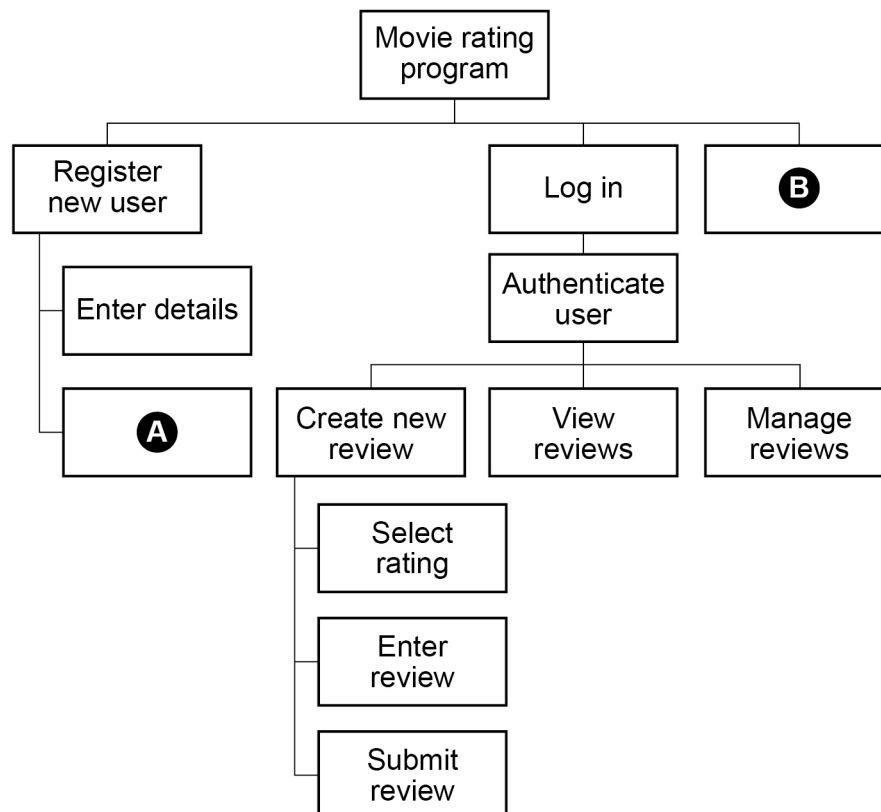 Movie rating
program
Register
new user
Log in
B
Enter details
Authenticate
user
A
Create new
review
View
reviews
Manage
reviews
Select
rating
Enter
review
Submit
review